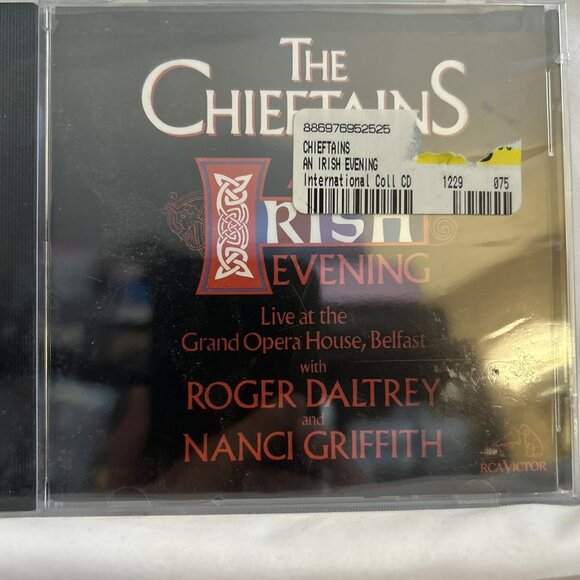 THE
CHIEFTAINS
886976952525
CHIEFTAINS
AN IRISH EVENING
International Coll CD 1229 075
IRISH
EVENING
Live at the
Grand Opera House, Belfast
with
ROGER DALTREY
and
NANCI GRIFFITH
RCA VICTOR